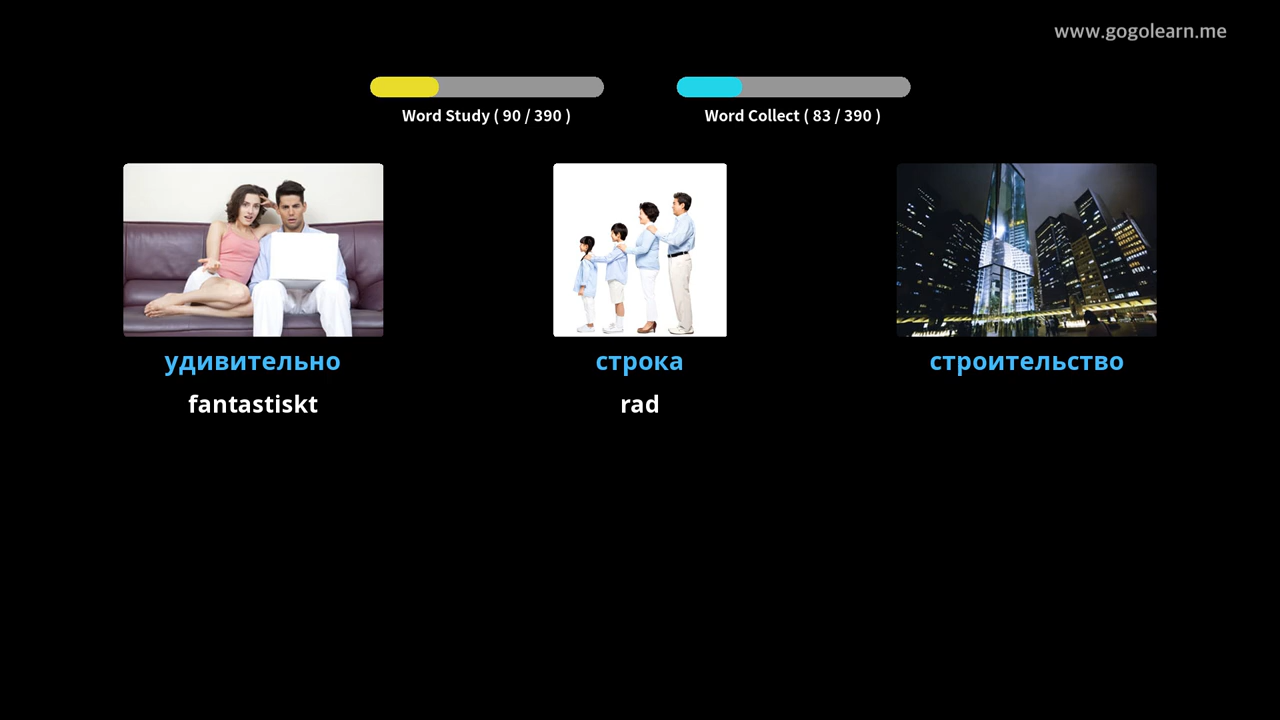 www.gogolearn.me
Word Study ( 90 / 390 )
Word Collect ( 83 / 390 )
удивительно
fantastiskt
строка
rad
строительство